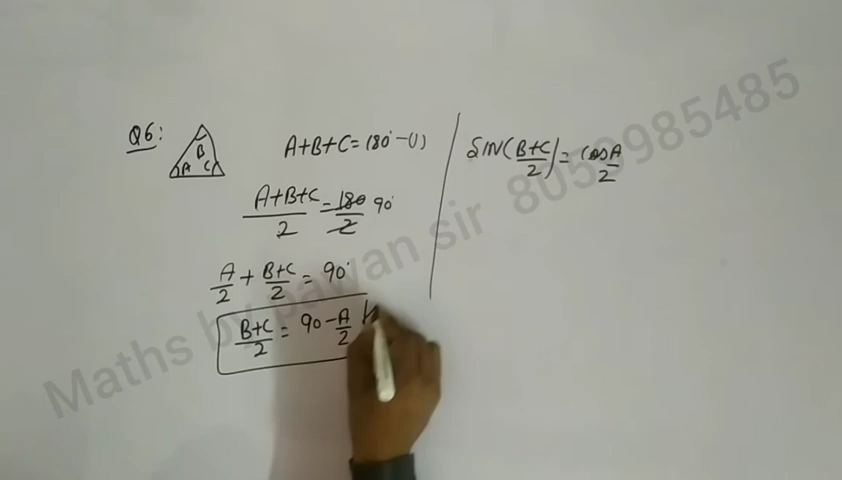 Q6:
B
A C
A+B+C=180° -(1)
A+B+C/2 = 180/2 90°
A/2 + B+C/2 = 90°
B+C/2 = 90 - A/2
SIN(B+C/2) = cos A/2
Maths by pawan sir 8059985485